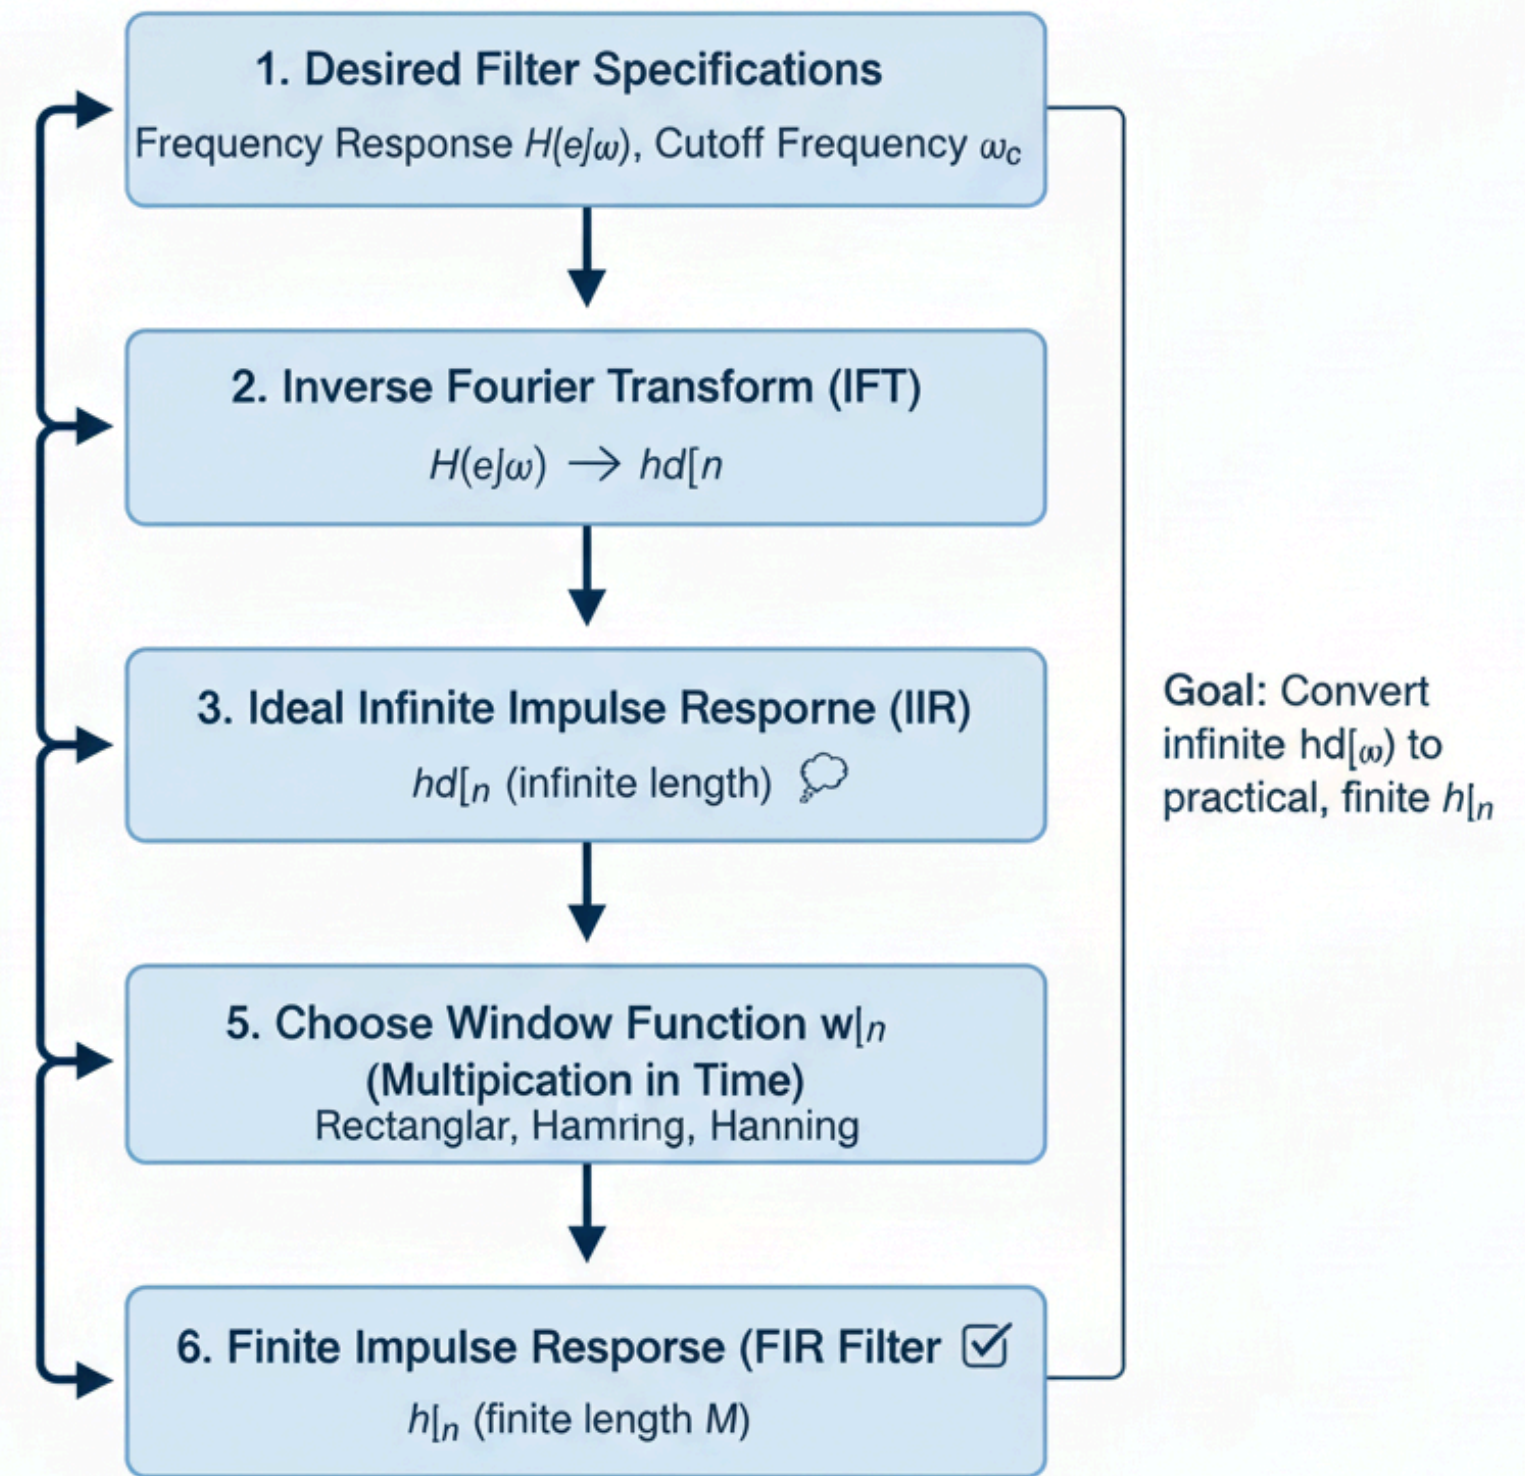 1. Desired Filter Specifications
Frequency Response H(ejω), Cutoff Frequency ωc
2. Inverse Fourier Transform (IFT)
H(ejω) → hd[n
3. Ideal Infinite Impulse Resporne (IIR)
hd[n (infinite length)
5. Choose Window Function w[n
(Multipication in Time)
Rectanglar, Hamring, Hanning
6. Finite Impulse Resporse (FIR Filter
h[n (finite length M)
Goal: Convert
infinite hd[ω) to
practical, finite h[n